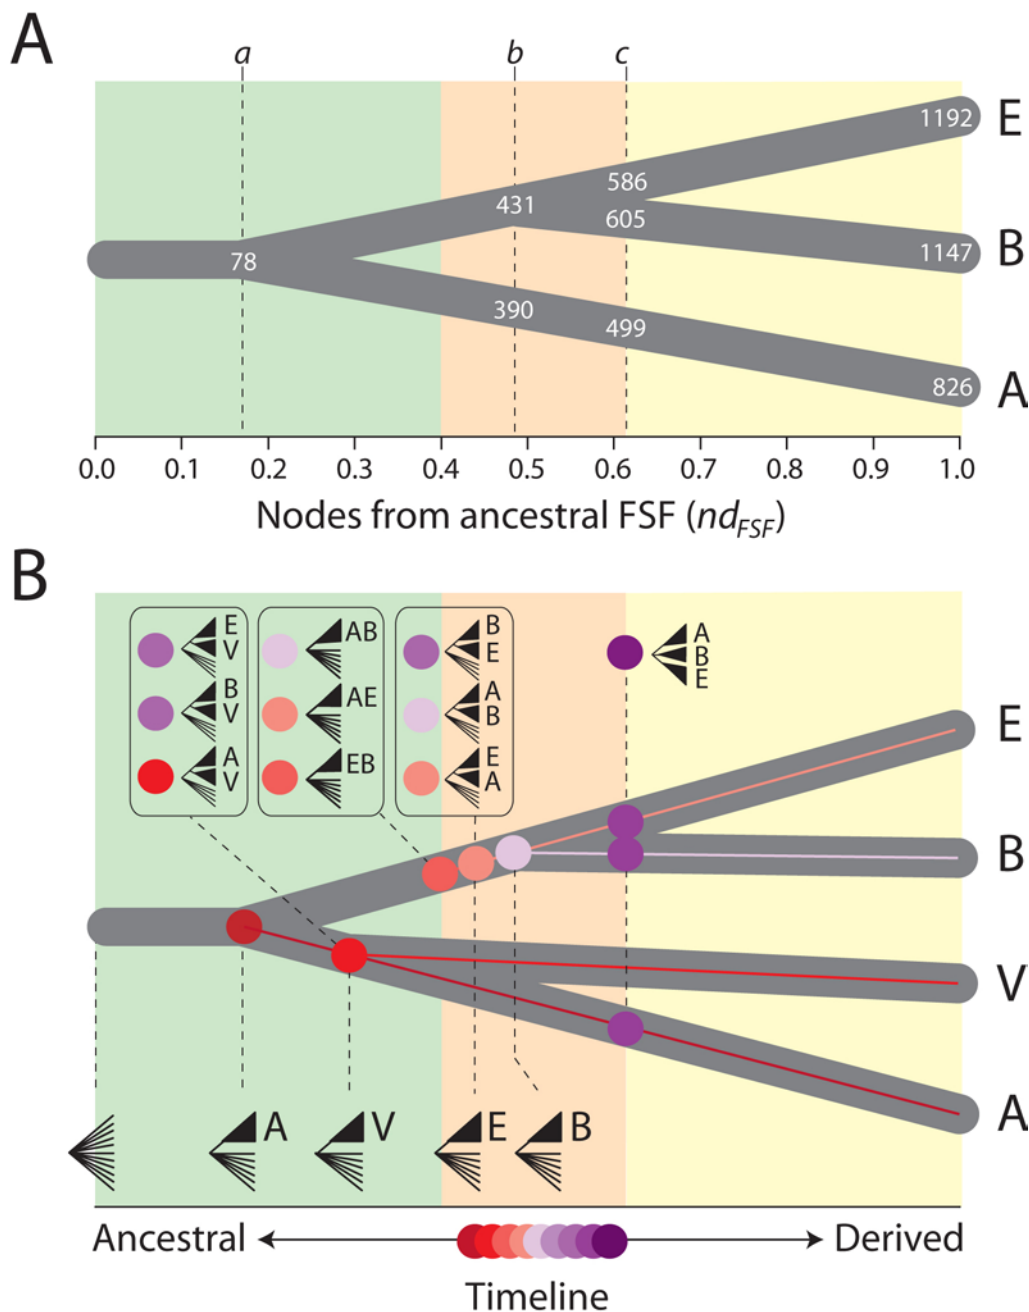 A
a b c
E
1192
586
431
605
B
1147
78
390
499
A
826
0.0 0.1 0.2 0.3 0.4 0.5 0.6 0.7 0.8 0.9 1.0
Nodes from ancestral FSF (nd_FSF)
B
E
V
B
V
A
V
AB
AE
EB
B
E
A
B
E
A
A
B
E
E
B
V
A
A V E B
Ancestral Derived
Timeline